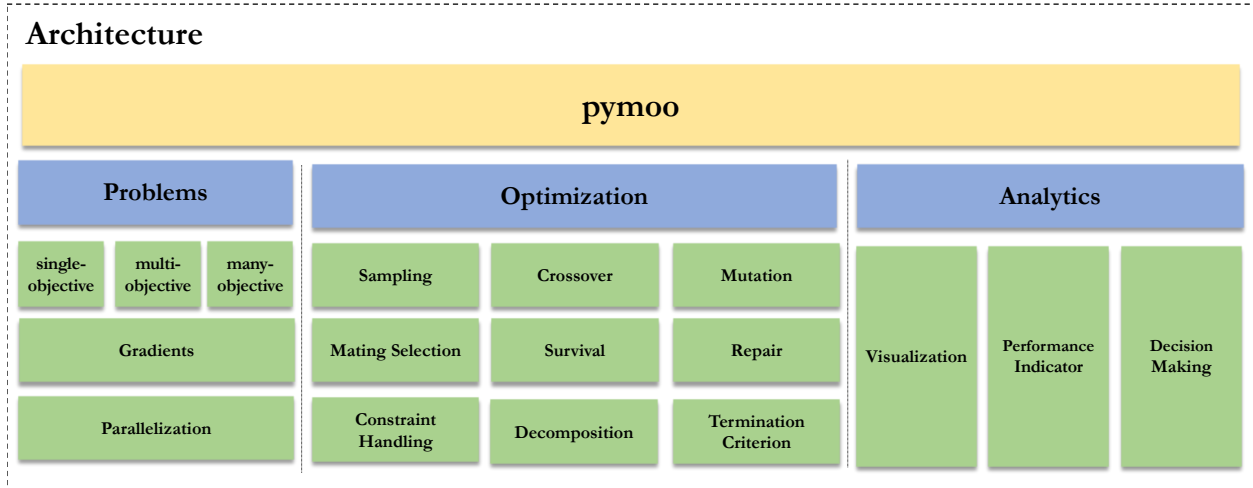 Architecture
pymoo
Problems
Optimization
Analytics
single-
objective
multi-
objective
many-
objective
Gradients
Parallelization
Sampling
Crossover
Mutation
Mating Selection
Survival
Repair
Constraint
Handling
Decomposition
Termination
Criterion
Visualization
Performance
Indicator
Decision
Making